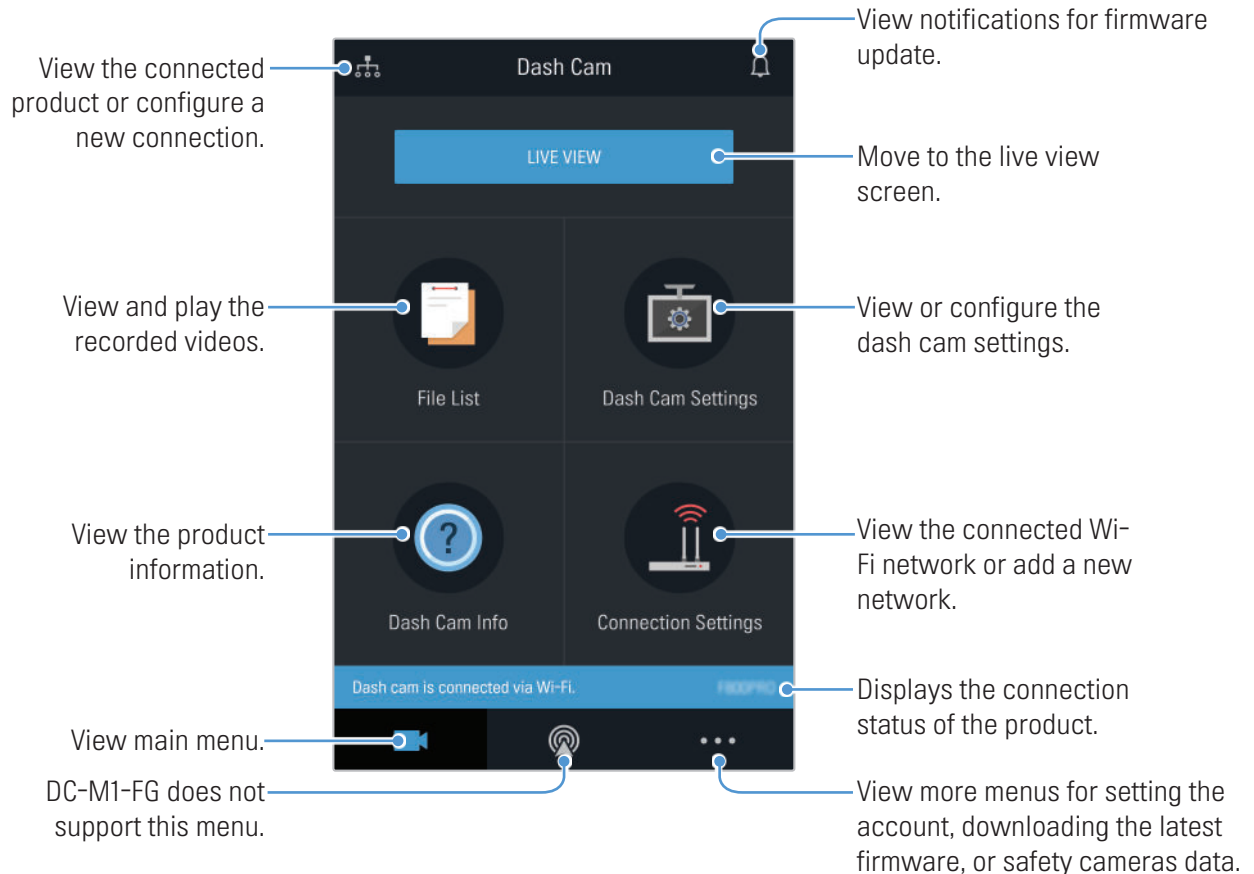 View notifications for firmware
update.
View the connected
product or configure a
new connection.
Dash Cam
LIVE VIEW
Move to the live view
screen.
View and play the
recorded videos.
File List
Dash Cam Settings
View or configure the
dash cam settings.
View the product
information.
?
Dash Cam Info
Connection Settings
View the connected Wi-
Fi network or add a new
network.
Dash cam is connected via Wi-Fi.
F800PRO
Displays the connection
status of the product.
View main menu.
DC-M1-FG does not
support this menu.
View more menus for setting the
account, downloading the latest
firmware, or safety cameras data.